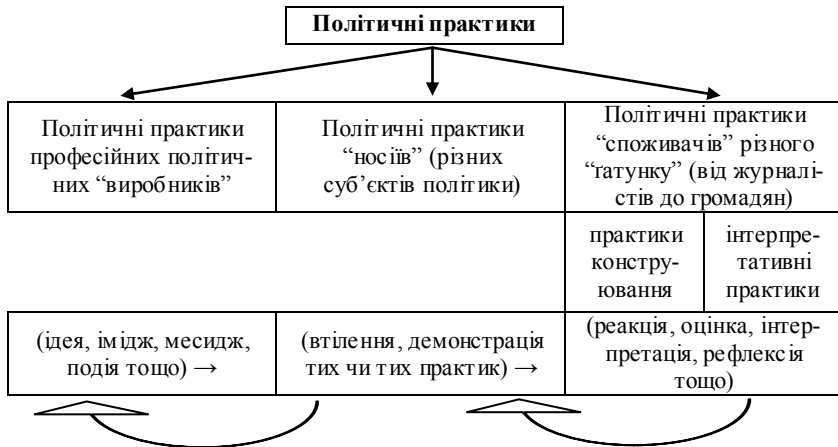 Політичні практики
Політичні практики
професійних політич-
них “виробників”
Політичні практики
“носіїв” (різних
суб’єктів політики)
Політичні практики
“споживачів” різного
“ґатунку” (від журналі-
стів до громадян)
практики
констру-
ювання
інтерпре-
тативні
практики
(ідея, імідж, месидж,
подія тощо) →
(втілення, демонстрація
тих чи тих практик) →
(реакція, оцінка, інтер-
претація, рефлексія
тощо)